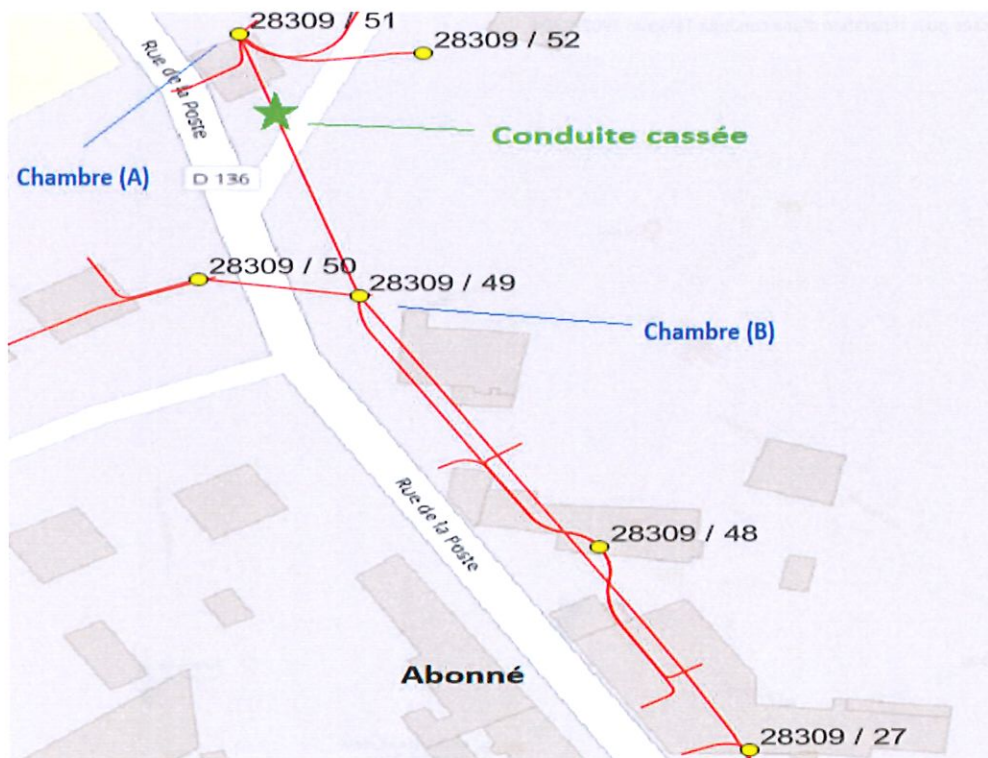 28309 / 51
28309 / 52
Rue de la Poste
Conduite cassée
Chambre (A)
D 136
28309 / 50
28309 / 49
Chambre (B)
Rue de la Poste
28309 / 48
Abonné
28309 / 27